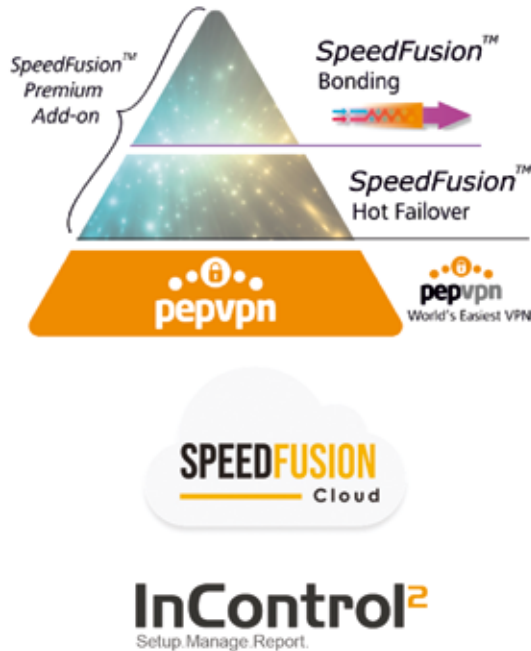 SpeedFusion™
Premium
Add-on
SpeedFusion™
Bonding
SpeedFusion™
Hot Failover
pepvpn
pepvpn
World's Easiest VPN
SPEEDFUSION
Cloud
InControl²
Setup.Manage.Report.